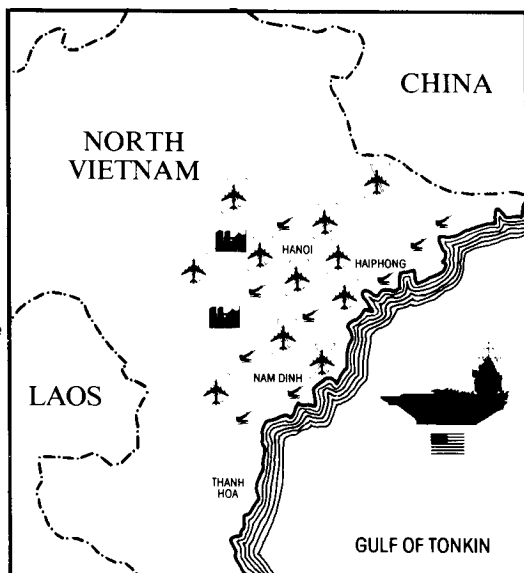 CHINA
NORTH
VIETNAM
HANOI
HAIPHONG
NAM DINH
LAOS
THANH
HOA
GULF OF TONKIN